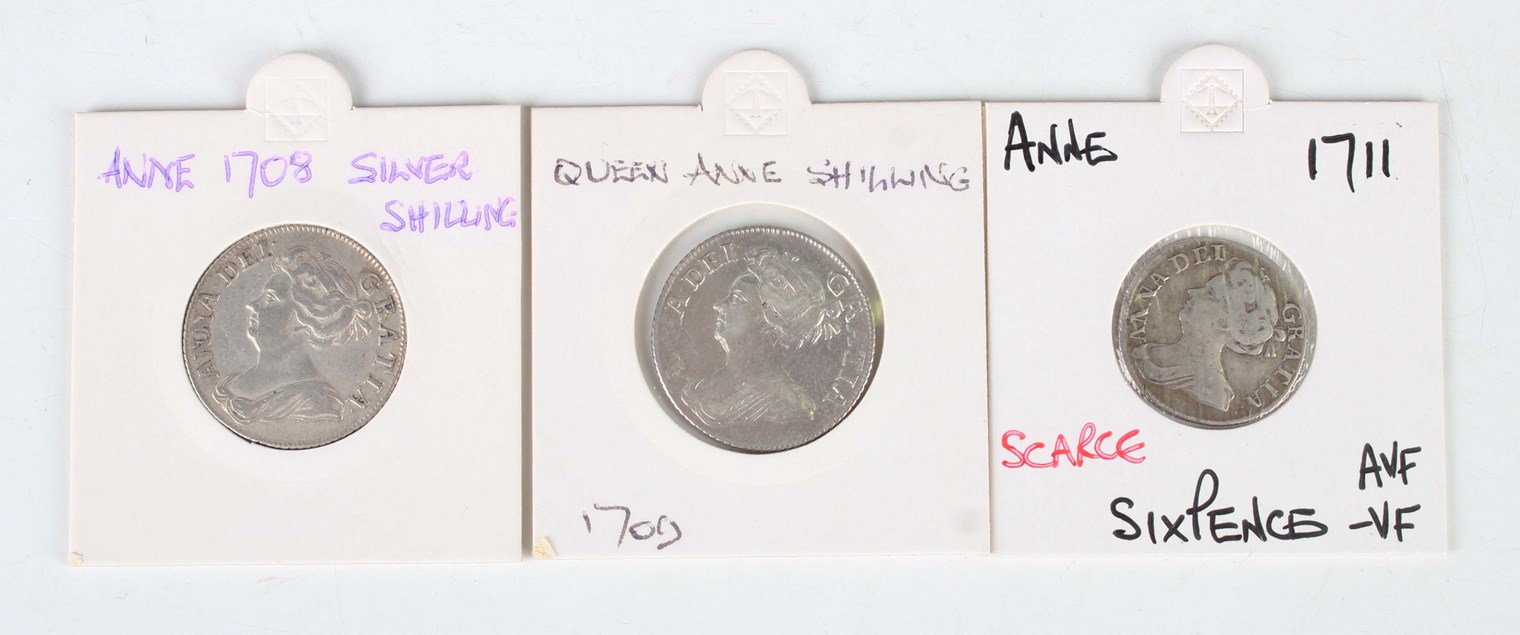 ANNE 1708 SILVER
SHILLING
ANNA DEI GRATIA
QUEEN ANNE SHILLING
A DEI GRATIA
1709
ANNE 1711
ANNA DEI GRATIA
SCARCE
AVF
SIXPENCE -VF